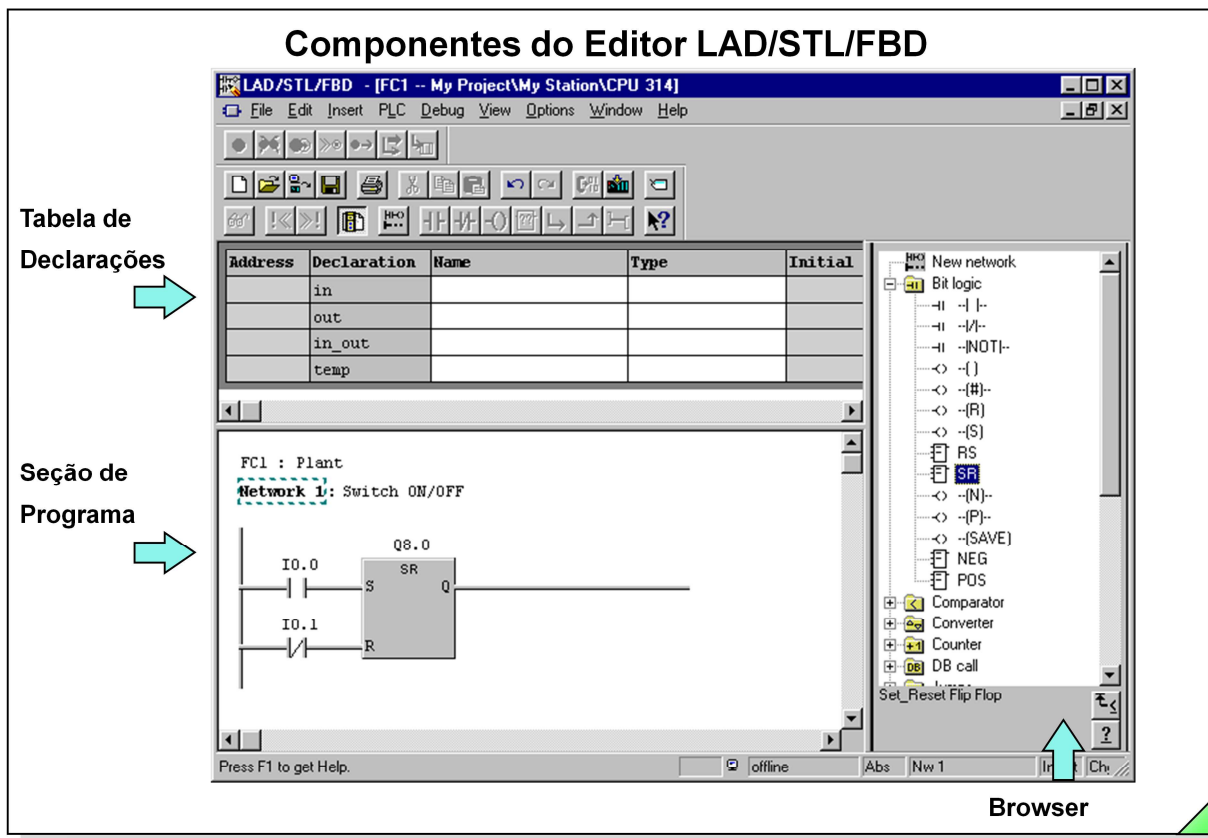 Componentes do Editor LAD/STL/FBD
LAD/STL/FBD - [FC1 -- My Project\My Station\CPU 314]
File Edit Insert PLC Debug View Options Window Help
Tabela de
Declarações
Address Declaration Name Type Initial
in
out
in_out
temp
New network
Bit logic
--| |--
--|/|--
--|NOT|--
--( )
--(#)--
--(R)
--(S)
RS
SR
--(N)--
--(P)--
--(SAVE)
NEG
POS
Comparator
Converter
Counter
DB call
Set_Reset Flip Flop
Seção de
Programa
FC1 : Plant
Network 1: Switch ON/OFF
Q8.0
I0.0 SR
S Q
I0.1
R
Press F1 to get Help.
offline
Abs
Nw 1
Browser